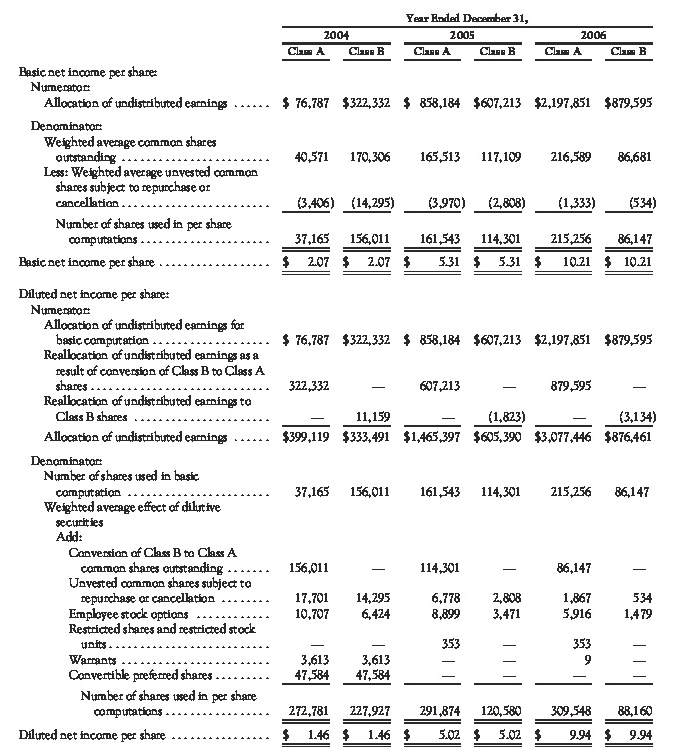 Year Ended December 31,
2004 2005 2006
Class A Class B Class A Class B Class A Class B
Basic net income per share:
Numerator:
Allocation of undistributed earnings ...... $ 76,787 $322,332 $ 858,184 $607,213 $2,197,851 $879,595
Denominator:
Weighted average common shares
outstanding ........................ 40,571 170,306 165,513 117,109 216,589 86,681
Less: Weighted average unvested common
shares subject to repurchase or
cancellation ........................ (3,406) (14,295) (3,970) (2,808) (1,333) (534)
Number of shares used in per share
computations ..................... 37,165 156,011 161,543 114,301 215,256 86,147
Basic net income per share .................. $ 2.07 $ 2.07 $ 5.31 $ 5.31 $ 10.21 $ 10.21
Diluted net income per share:
Numerator:
Allocation of undistributed earnings for
basic computation ................... $ 76,787 $322,332 $ 858,184 $607,213 $2,197,851 $879,595
Reallocation of undistributed earnings as a
result of conversion of Class B to Class A
shares ............................ 322,332 — 607,213 — 879,595 —
Reallocation of undistributed earnings to
Class B shares ...................... — 11,159 — (1,823) — (3,134)
Allocation of undistributed earnings ...... $399,119 $333,491 $1,465,397 $605,390 $3,077,446 $876,461
Denominator:
Number of shares used in basic
computation ....................... 37,165 156,011 161,543 114,301 215,256 86,147
Weighted average effect of dilutive
securities
Add:
Conversion of Class B to Class A
common shares outstanding ....... 156,011 — 114,301 — 86,147 —
Unvested common shares subject to
repurchase or cancellation ........ 17,701 14,295 6,778 2,808 1,867 534
Employee stock options ............ 10,707 6,424 8,899 3,471 5,916 1,479
Restricted shares and restricted stock
units .......................... — — 353 — 353 —
Warrants ........................ 3,613 3,613 — — 9 —
Convertible preferred shares ......... 47,584 47,584 — — — —
Number of shares used in per share
computations .................... 272,781 227,927 291,874 120,580 309,548 88,160
Diluted net income per share ................ $ 1.46 $ 1.46 $ 5.02 $ 5.02 $ 9.94 $ 9.94